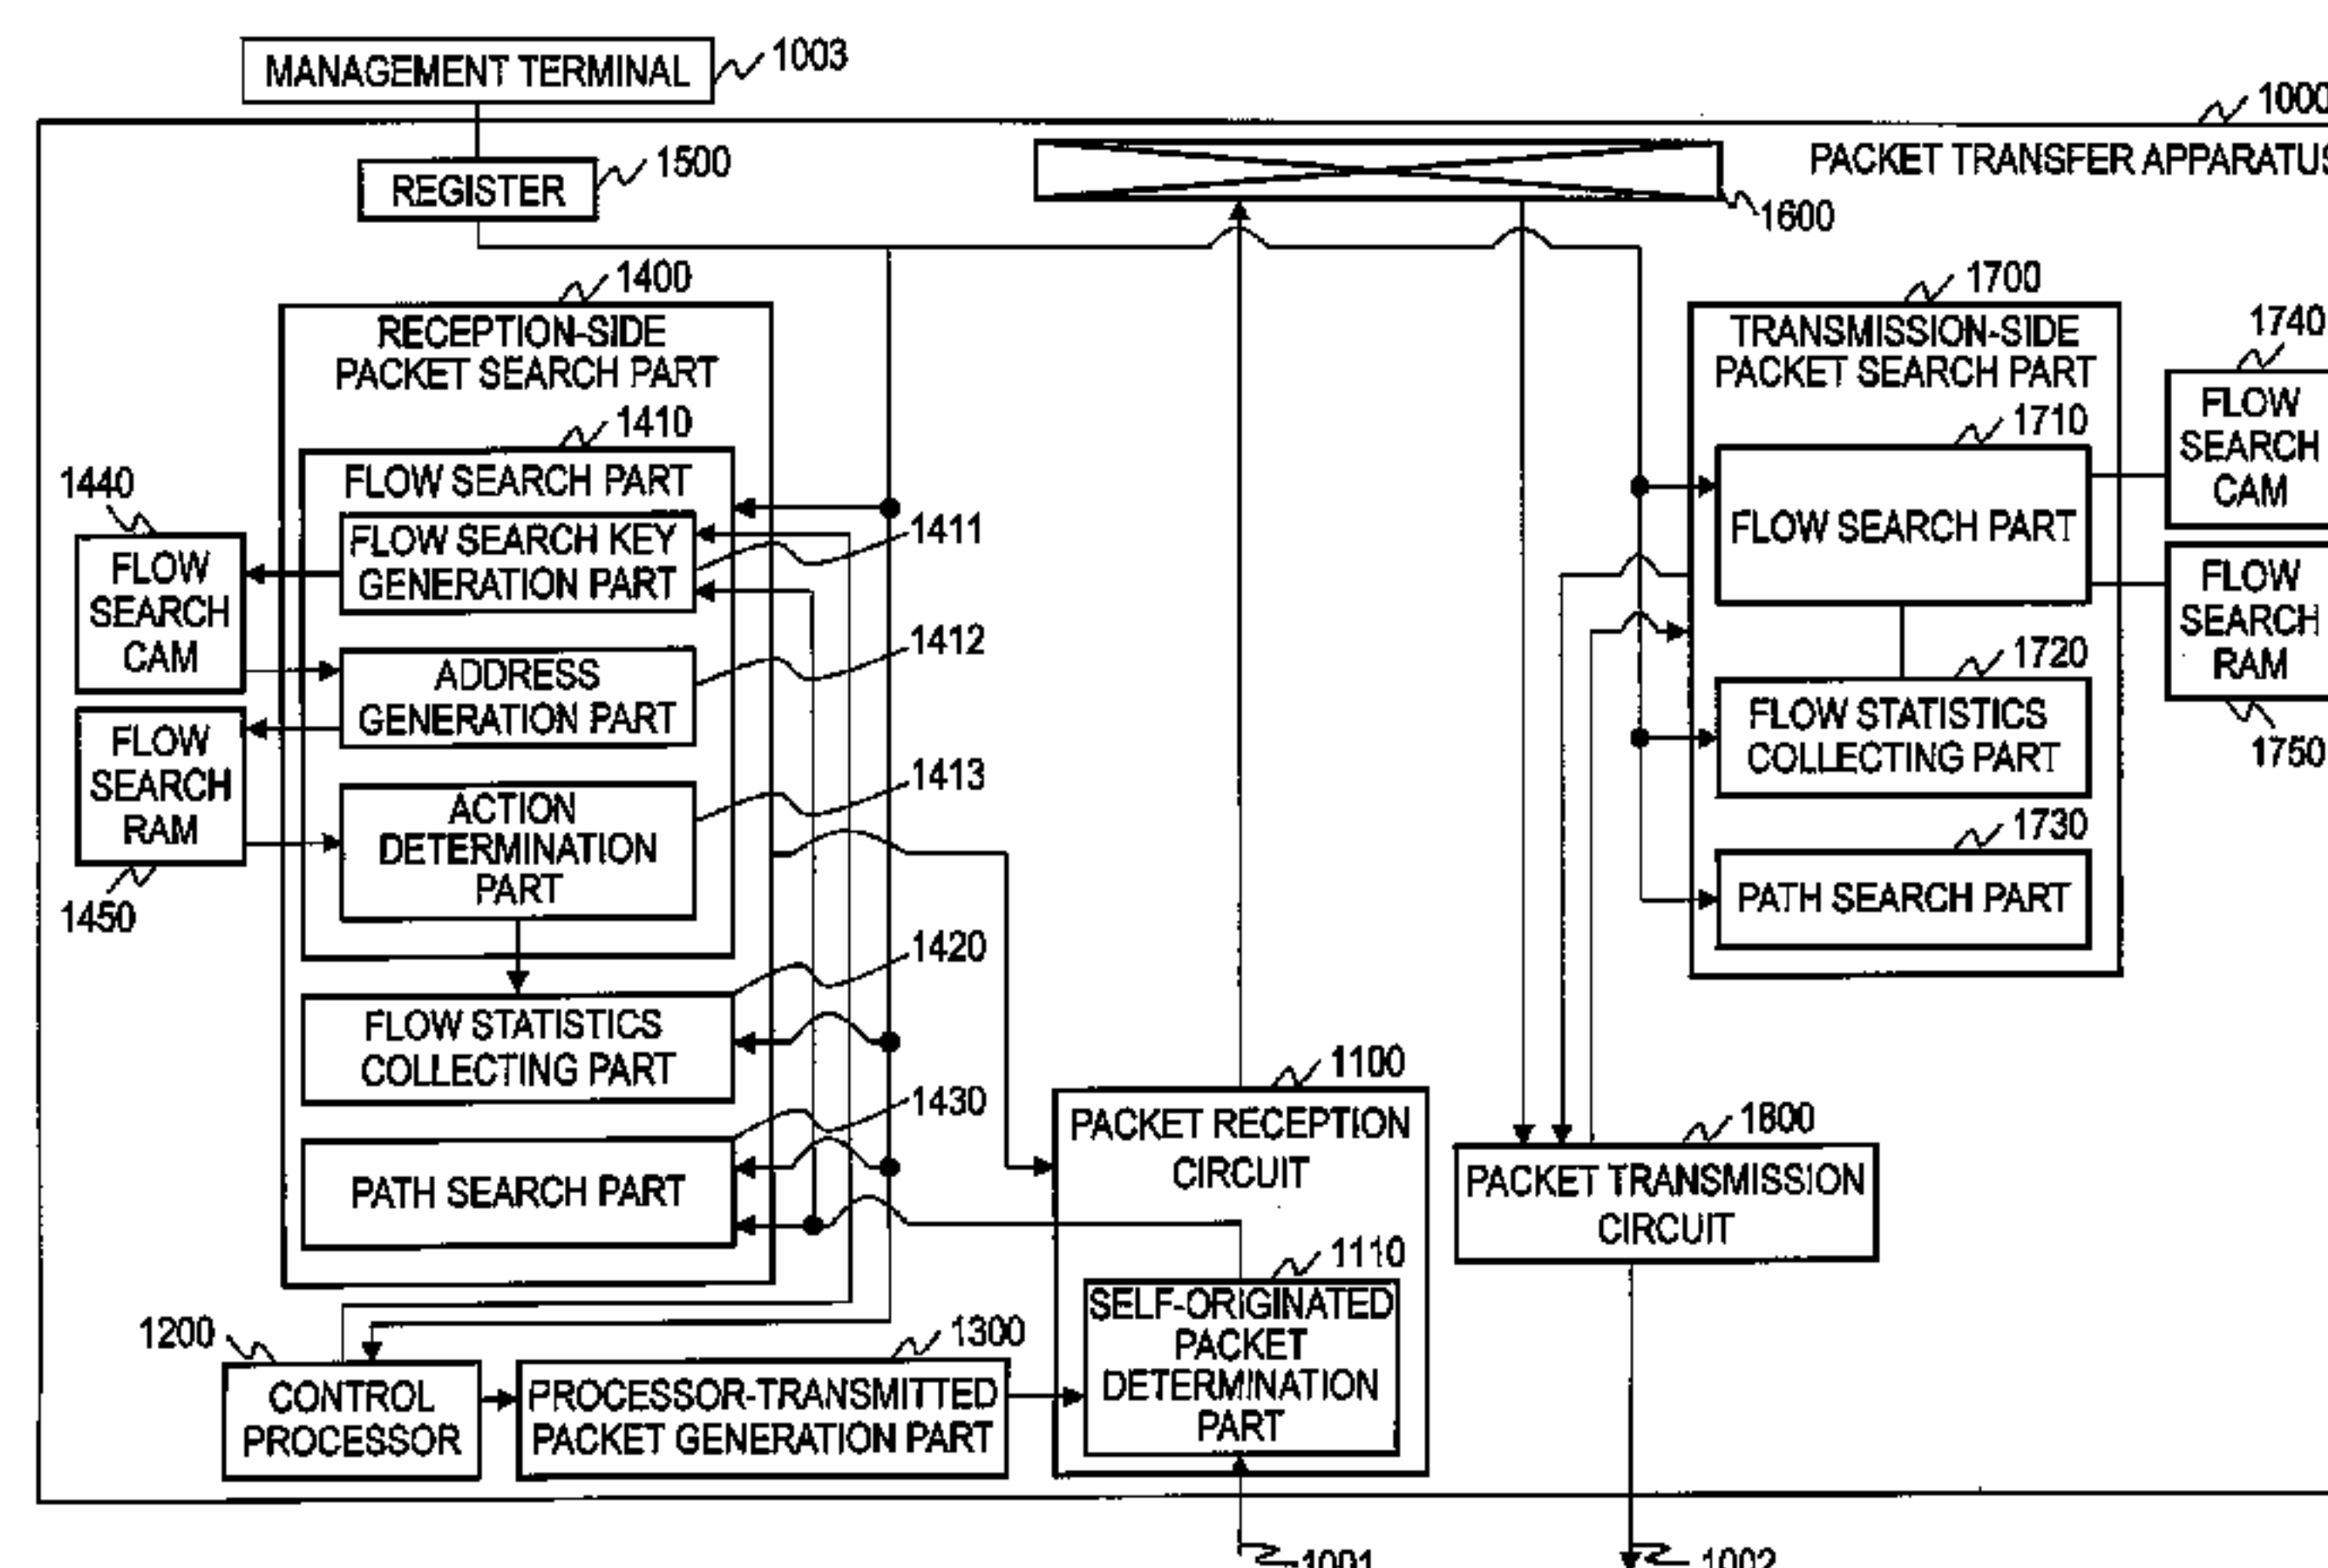 MANAGEMENT TERMINAL
1003
1000
PACKET TRANSFER APPARATUS
REGISTER
1500
1600
1400
RECEPTION-SIDE
PACKET SEARCH PART
1410
FLOW SEARCH PART
FLOW SEARCH KEY
GENERATION PART
1411
1440
FLOW
SEARCH
CAM
ADDRESS
GENERATION PART
1412
FLOW
SEARCH
RAM
1450
ACTION
DETERMINATION
PART
1413
FLOW STATISTICS
COLLECTING PART
1420
PATH SEARCH PART
1430
1700
TRANSMISSION-SIDE
PACKET SEARCH PART
1710
FLOW SEARCH PART
1740
FLOW
SEARCH
CAM
FLOW
SEARCH
RAM
1750
1720
FLOW STATISTICS
COLLECTING PART
1730
PATH SEARCH PART
1100
PACKET RECEPTION
CIRCUIT
1110
SELF-ORIGINATED
PACKET
DETERMINATION
PART
1800
PACKET TRANSMISSION
CIRCUIT
1200
CONTROL
PROCESSOR
1300
PROCESSOR-TRANSMITTED
PACKET GENERATION PART
1001
1002